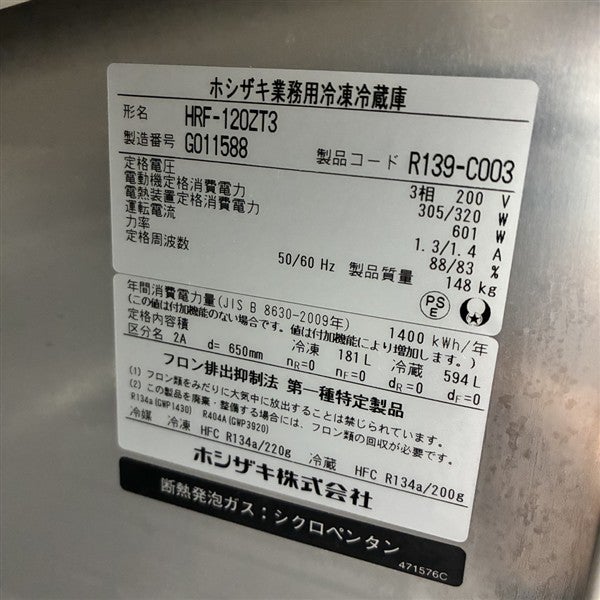 ホシザキ業務用冷凍冷蔵庫
形名 HRF-120ZT3
製造番号 G011588 製品コード R139-C003
定格電圧 3相 200 V
電動機定格消費電力 305/320 W
電熱装置定格消費電力 601 W
運転電流 1.3/1.4 A
力率 88/83 %
定格周波数 50/60 Hz 製品質量 148 kg
PSE
年間消費電力量(JIS B 8630-2009年) 1400 kWh/年
(この値は付加機能のない場合です。値は付加機能により増加します。)
定格内容積 冷凍 181L 冷蔵 594L
区分名 2A d= 650mm nR=0 nF=0 dR=0 dF=0
フロン排出抑制法 第一種特定製品
(1) フロン類をみだりに大気中に放出することは禁じられています。
(2) この製品を廃棄・整備する場合には、フロン類の回収が必要です。
R134a(GWP1430) R404A(GWP3920)
冷媒 冷凍 HFC R134a/220g 冷蔵 HFC R134a/200g
ホシザキ株式会社
断熱発泡ガス:シクロペンタン
471576C